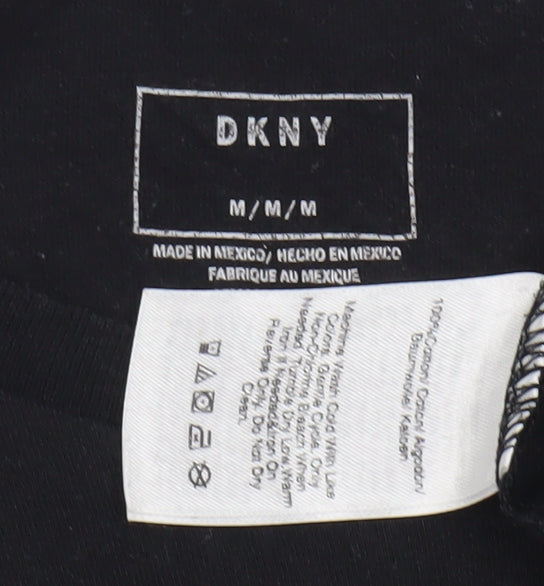 DKNY
M/M/M
MADE IN MEXICO/ HECHO EN MEXICO
FABRIQUE AU MEXIQUE
100%Cotton/ Coton/ Algodon/
Baumwolle/
Machine Wash Cold With Like
Colors, Gentle Cycle, Only
Non-Chlorine Bleach When
Needed, Tumble Dry Low, Warm
Iron If Needed, Iron On
Reverse Only, Do Not Dry
Clean.